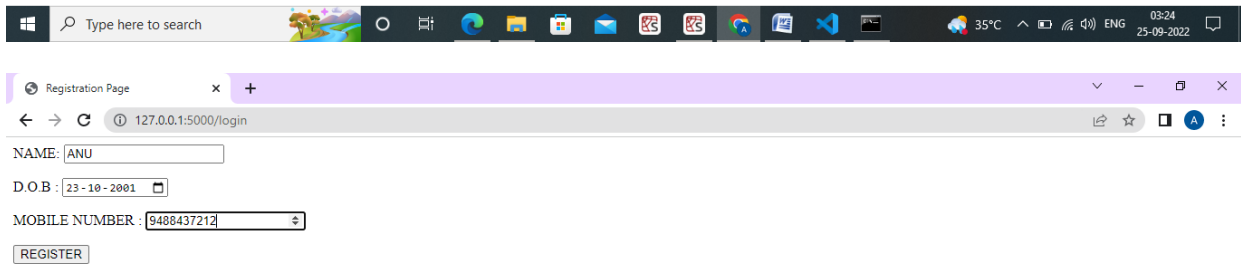 Type here to search
35°C ENG 03:24
25-09-2022
Registration Page
127.0.0.1:5000/login
A
NAME: ANU
D.O.B : 23-10-2001
MOBILE NUMBER : 9488437212
REGISTER